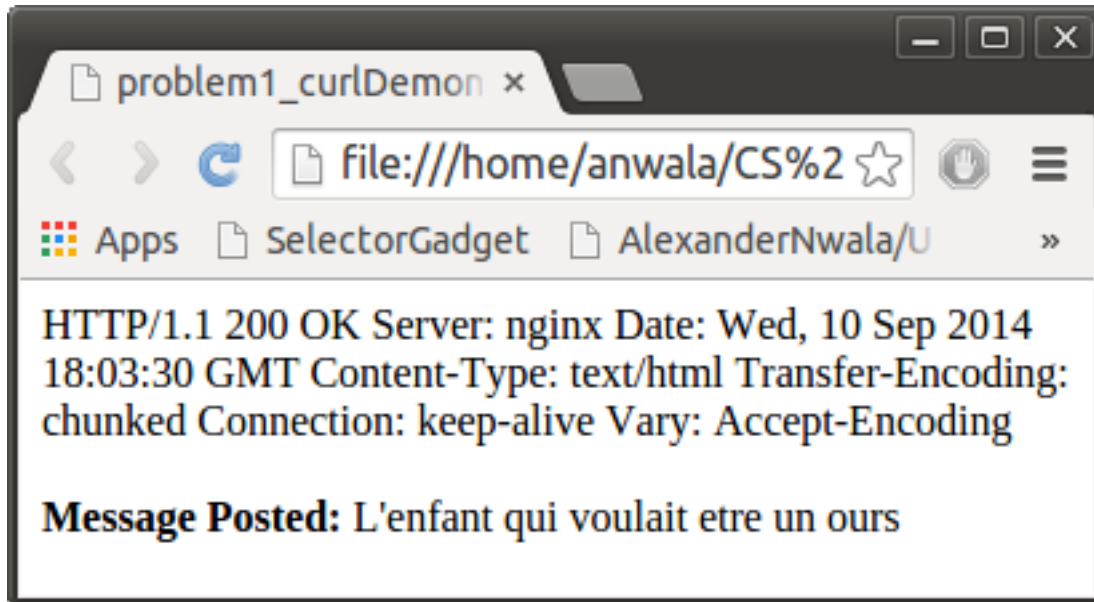 problem1_curlDemon
file:///home/anwala/CS%2
Apps SelectorGadget AlexanderNwala/U »
HTTP/1.1 200 OK Server: nginx Date: Wed, 10 Sep 2014
18:03:30 GMT Content-Type: text/html Transfer-Encoding:
chunked Connection: keep-alive Vary: Accept-Encoding
Message Posted: L'enfant qui voulait etre un ours